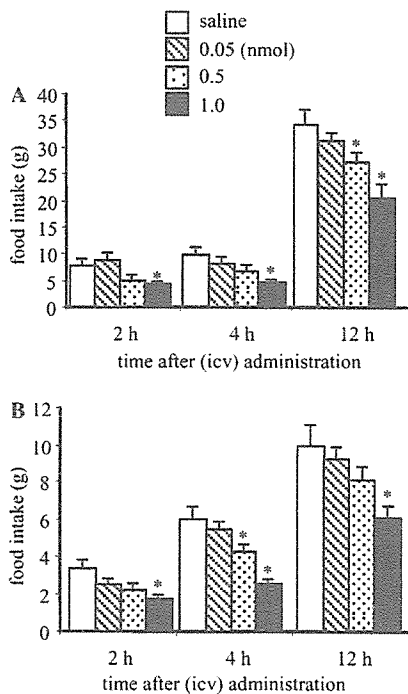 saline
0.05 (nmol)
0.5
1.0
A
40
35
30
25
20
15
10
5
0
food intake (g)
*
*
*
*
2 h 4 h 12 h
time after (icv) administration
B
12
10
8
6
4
2
0
food intake (g)
*
*
*
*
2 h 4 h 12 h
time after (icv) administration